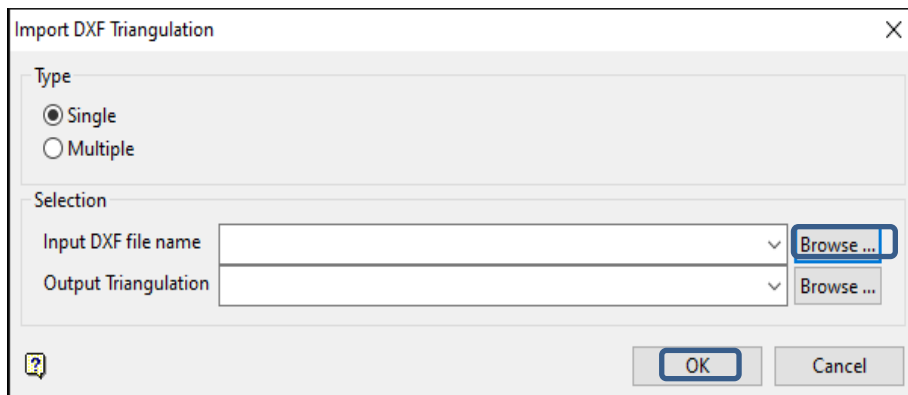 Import DXF Triangulation
Type
Single
Multiple
Selection
Input DXF file name Browse ...
Output Triangulation Browse ...
? OK Cancel